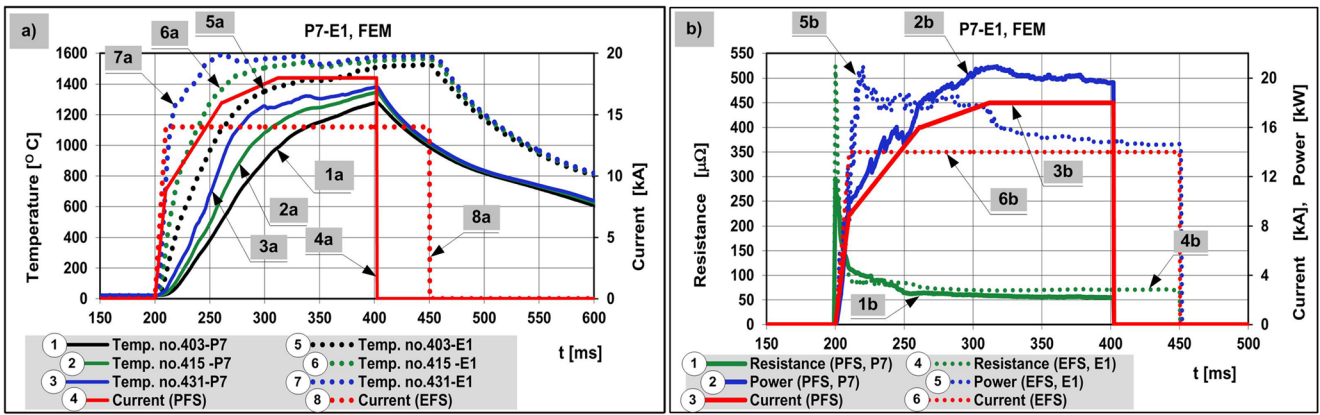 a)
P7-E1, FEM
5a
6a
7a
1a
2a
3a
4a
8a
Temperature [°C]
1600
1400
1200
1000
800
600
400
200
0
20
15
10
5
0
Current [kA]
150 200 250 300 350 400 450 500 550 600
t [ms]
1 Temp. no.403-P7
2 Temp. no.415 -P7
3 Temp. no.431-P7
4 Current (PFS)
5 Temp. no.403-E1
6 Temp. no.415 -E1
7 Temp. no.431-E1
8 Current (EFS)
b)
P7-E1, FEM
5b
2b
3b
6b
4b
1b
Resistance [µΩ]
550
500
450
400
350
300
250
200
150
100
50
0
20
16
12
8
4
0
Current [kA], Power [kW]
150 200 250 300 350 400 450 500
t [ms]
1 Resistance (PFS, P7)
2 Power (PFS, P7)
3 Current (PFS)
4 Resistance (EFS, E1)
5 Power (EFS, E1)
6 Current (EFS)